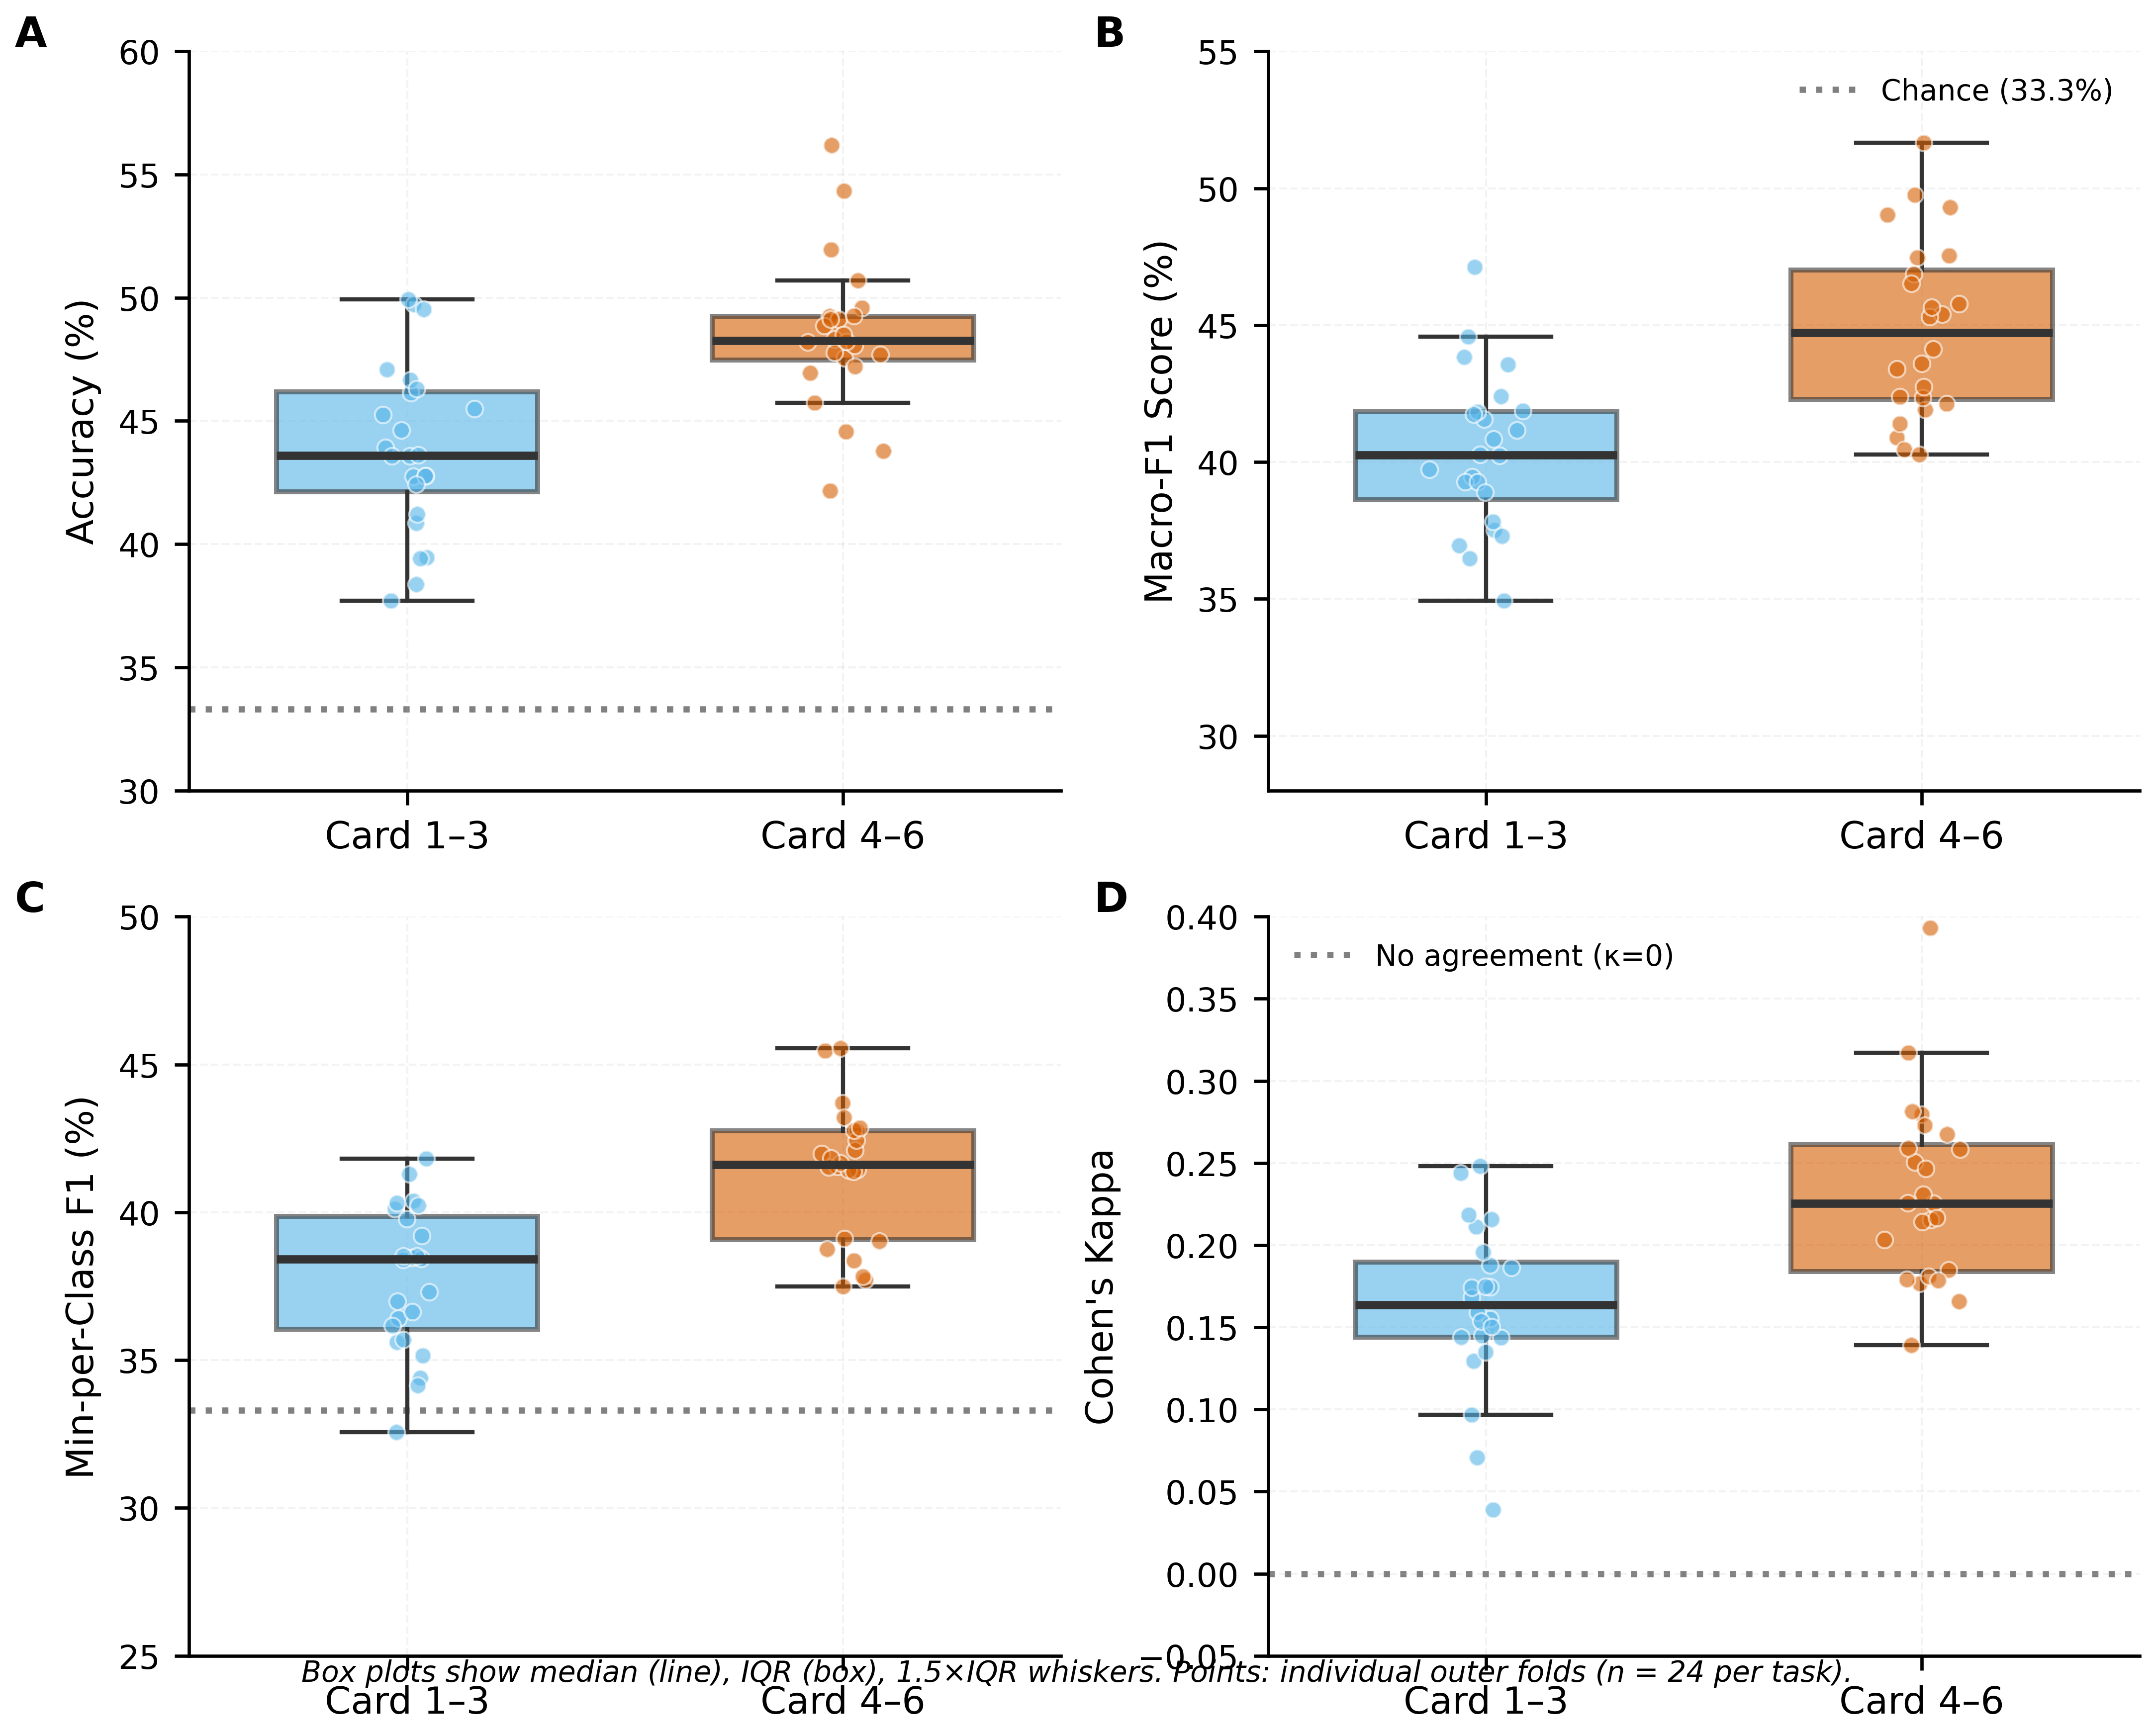 A
60
55
50
45
40
35
30
Accuracy (%)
Card 1–3
Card 4–6
B
55
50
45
40
35
30
Macro-F1 Score (%)
Chance (33.3%)
Card 1–3
Card 4–6
C
50
45
40
35
30
25
Min-per-Class F1 (%)
Card 1–3
Card 4–6
D
0.40
0.35
0.30
0.25
0.20
0.15
0.10
0.05
0.00
−0.05
Cohen's Kappa
No agreement (κ=0)
Card 1–3
Card 4–6
Box plots show median (line), IQR (box), 1.5×IQR whiskers. Points: individual outer folds (n = 24 per task).